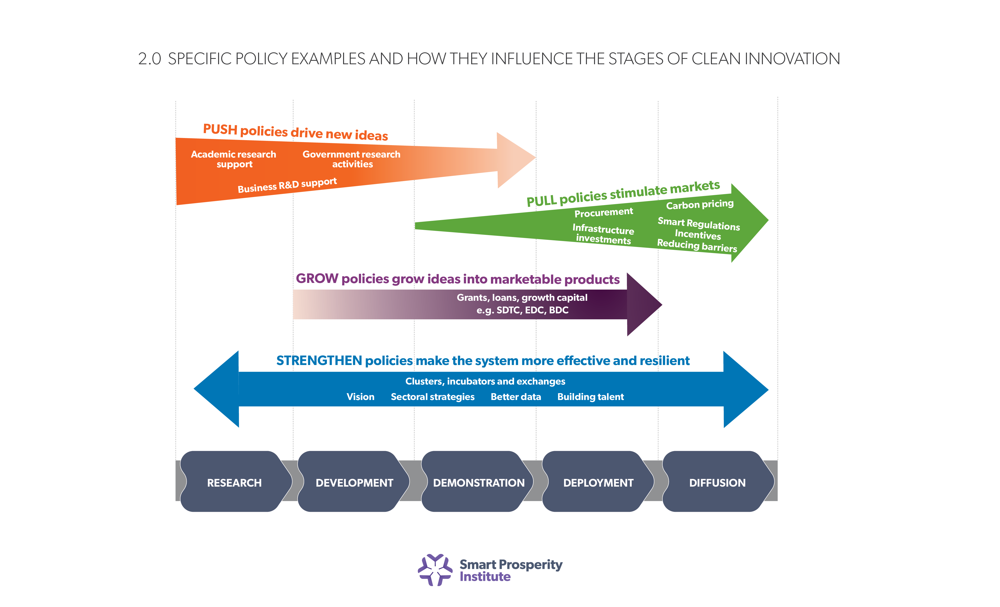 2.0 SPECIFIC POLICY EXAMPLES AND HOW THEY INFLUENCE THE STAGES OF CLEAN INNOVATION
PUSH policies drive new ideas
Academic research
support
Government research
activities
Business R&D support
PULL policies stimulate markets
Procurement
Infrastructure
investments
Carbon pricing
Smart Regulations
Incentives
Reducing barriers
GROW policies grow ideas into marketable products
Grants, loans, growth capital
e.g. SDTC, EDC, BDC
STRENGTHEN policies make the system more effective and resilient
Clusters, incubators and exchanges
Vision Sectoral strategies Better data Building talent
RESEARCH DEVELOPMENT DEMONSTRATION DEPLOYMENT DIFFUSION
Smart Prosperity
Institute